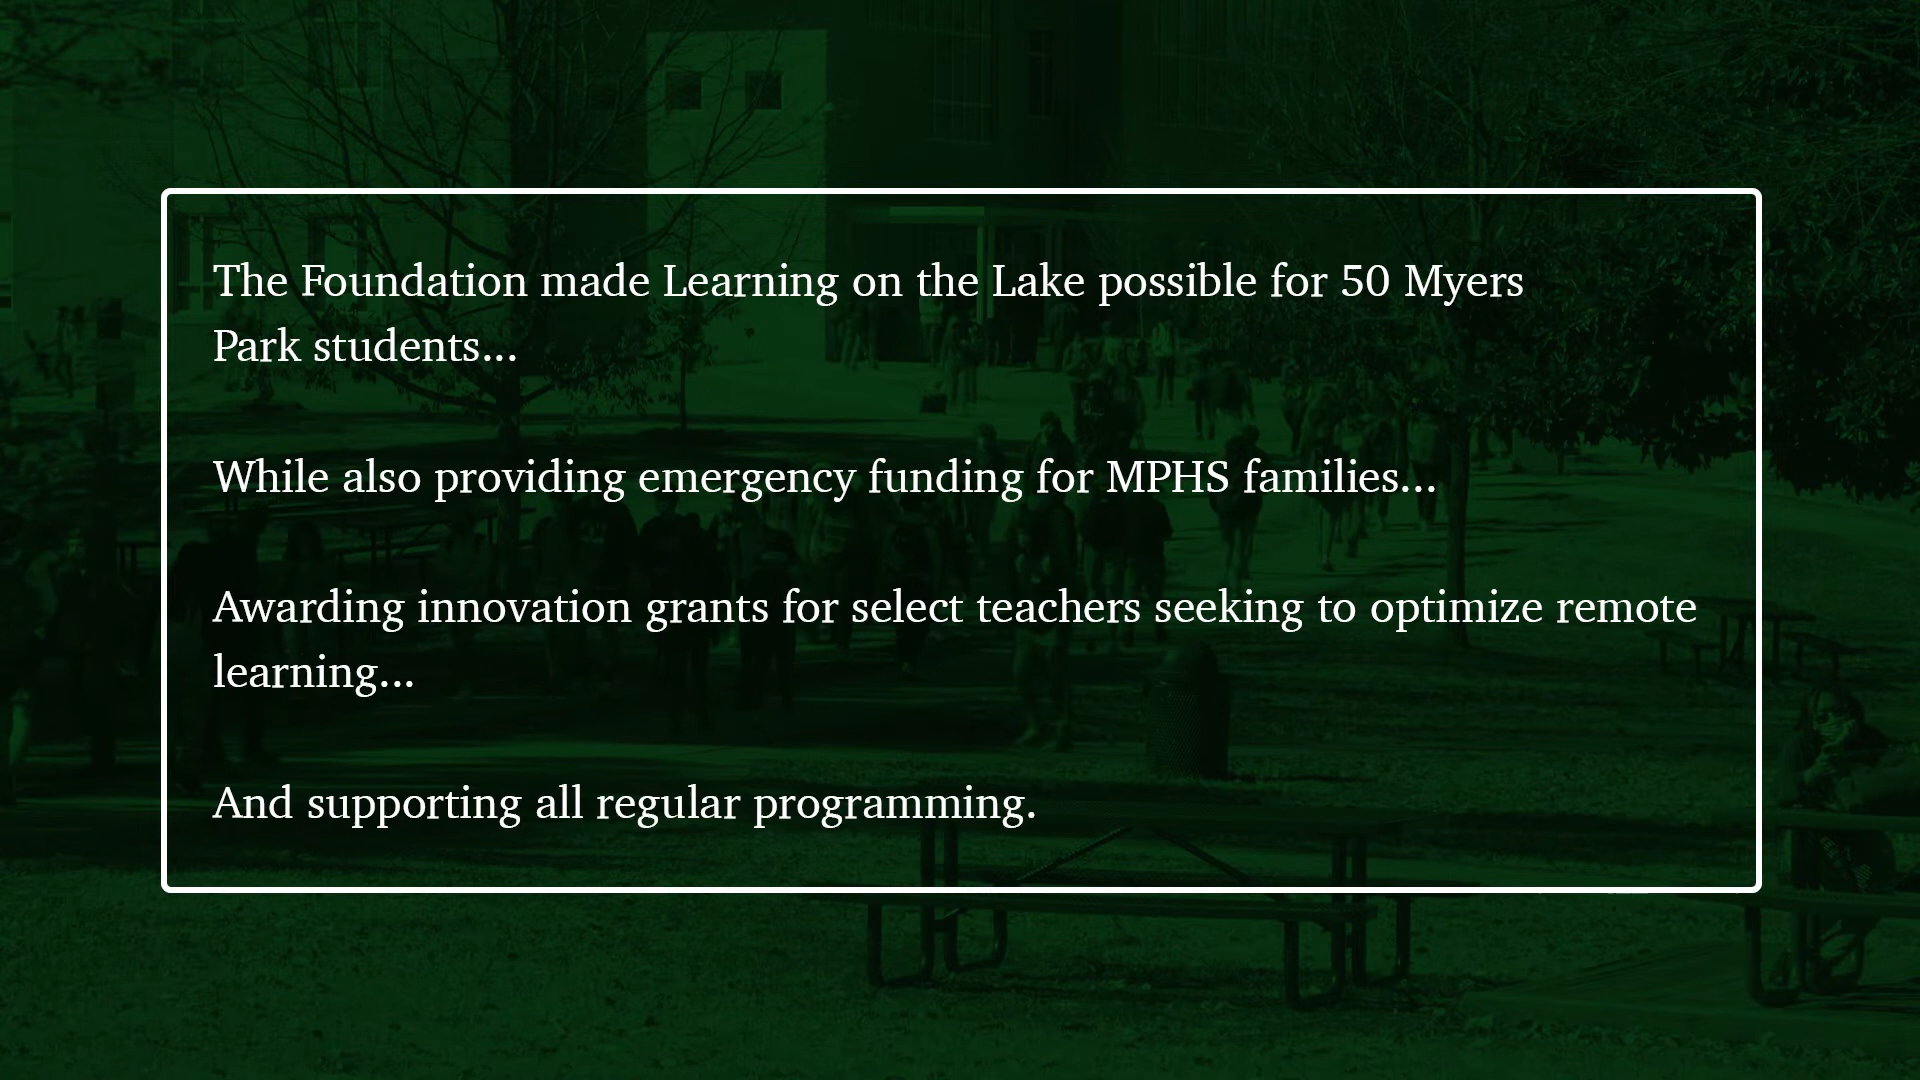 The Foundation made Learning on the Lake possible for 50 Myers
Park students...
While also providing emergency funding for MPHS families...
Awarding innovation grants for select teachers seeking to optimize remote
learning...
And supporting all regular programming.